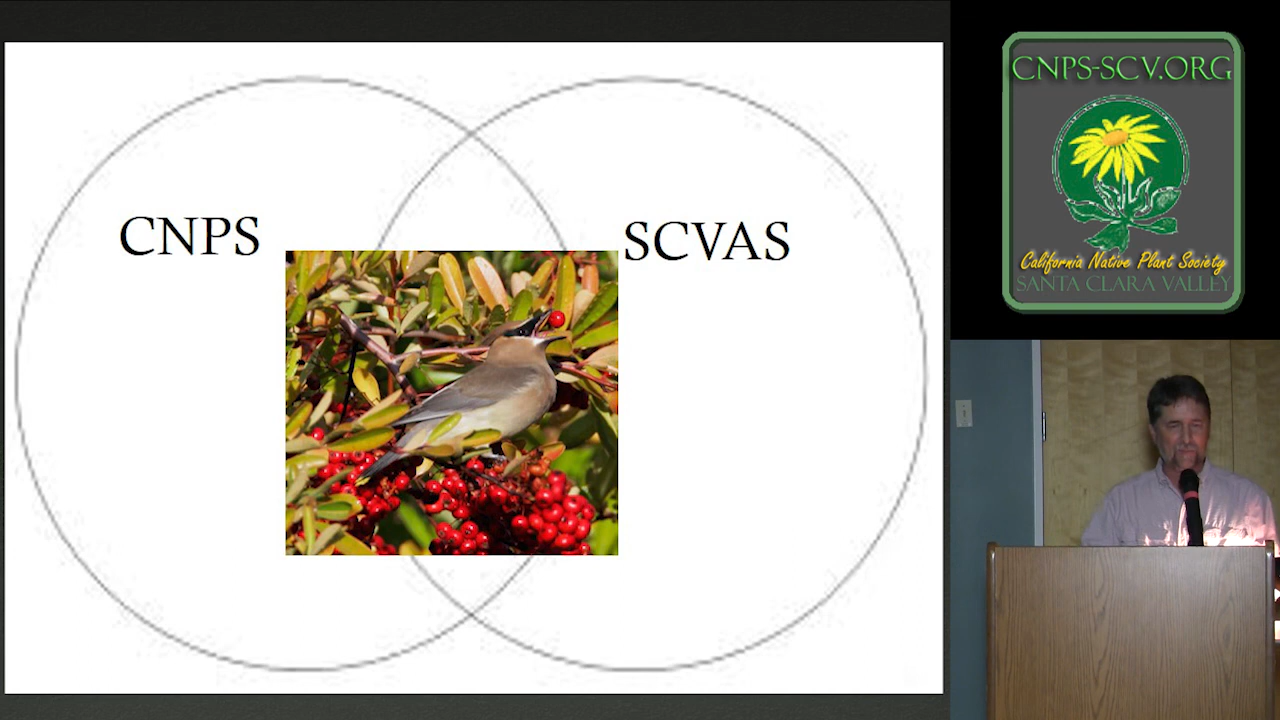 CNPS
SCVAS
CNPS-SCV.ORG
California Native Plant Society
SANTA CLARA VALLEY